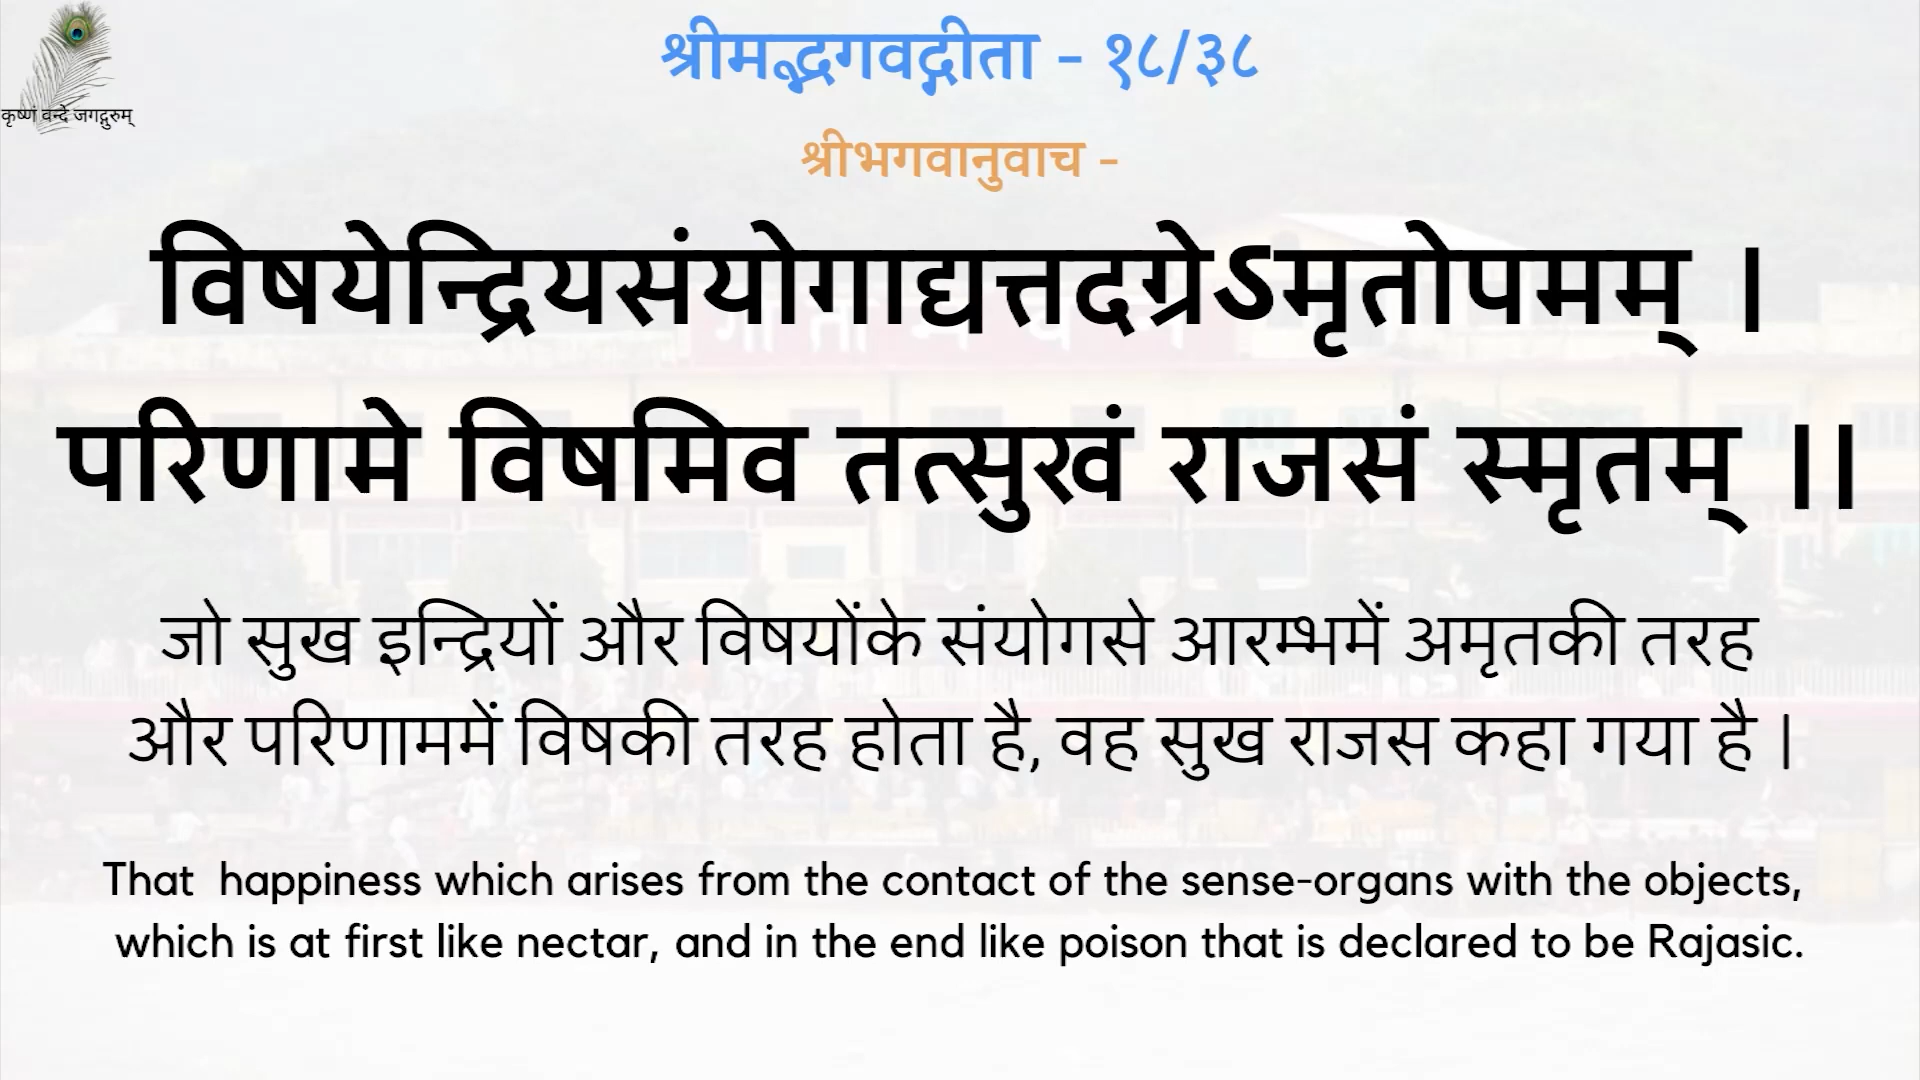 श्रीमद्भगवद्गीता - १८/३८
कृष्णं वन्दे जगद्गुरुम्
श्रीभगवानुवाच -
विषयेन्द्रियसंयोगाद्यत्तदग्रेऽमृतोपमम् ।
परिणामे विषमिव तत्सुखं राजसं स्मृतम् ।।
जो सुख इन्द्रियों और विषयोंके संयोगसे आरम्भमें अमृतकी तरह
और परिणाममें विषकी तरह होता है, वह सुख राजस कहा गया है |
That  happiness which arises from the contact of the sense-organs with the objects,
which is at first like nectar, and in the end like poison that is declared to be Rajasic.